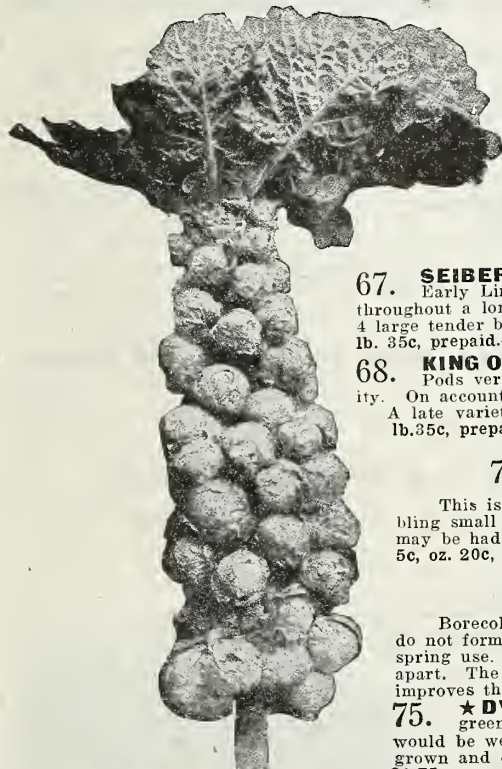 67. SEIBER
Early Lin
throughout a lon
4 large tender b
lb. 35c, prepaid.
68. KING O
Pods ver
ity. On account
A late variet
lb.35c, prepa
7
This is
bling small
may be had
5c, oz. 20c,
Borecol
do not form
spring use.
apart. The
improves th
75. ★ DW
green
would be we
grown and